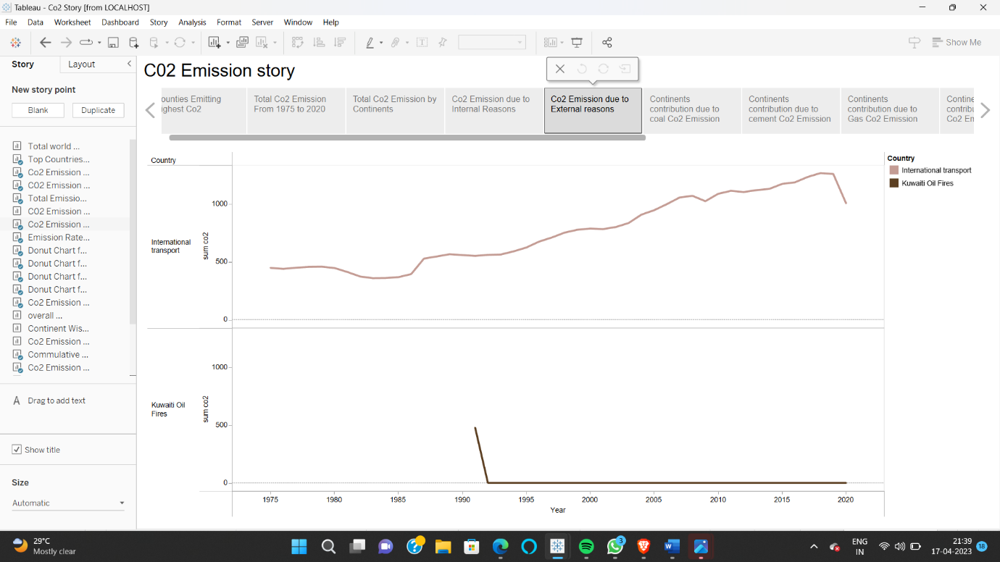 Tableau - Co2 Story [from LOCALHOST]
File Data Worksheet Dashboard Story Analysis Format Server Window Help
Show Me
Story Layout
New story point
Blank Duplicate
Total world ...
Top Countries...
Co2 Emission ...
CO2 Emission ...
Total Emissio...
CO2 Emission ...
Co2 Emission ...
Emission Rate...
Donut Chart f...
Donut Chart f...
Donut Chart f...
Donut Chart f...
Co2 Emission ...
overall ...
Continent Wis...
Co2 Emission ...
Commulative ...
Co2 Emission ...
A Drag to add text
Show title
Size
Automatic
C02 Emission story
ounties Emitting
ighest Co2
Total Co2 Emission
From 1975 to 2020
Total Co2 Emission by
Continents
Co2 Emission due to
Internal Reasons
Co2 Emission due to
External reasons
Continents
contribution due to
coal Co2 Emission
Continents
contribution due to
cement Co2 Emission
Continents
contribution due to
Gas Co2 Emission
Contine
contribu
Co2 Em
Country
International
transport
sum co2
1000
500
0
Kuwaiti Oil
Fires
sum co2
1000
500
0
1975 1980 1985 1990 1995 2000 2005 2010 2015 2020
Year
Country
International transport
Kuwaiti Oil Fires
29°C
Mostly clear
3
ENG
IN
21:39
17-04-2023
18